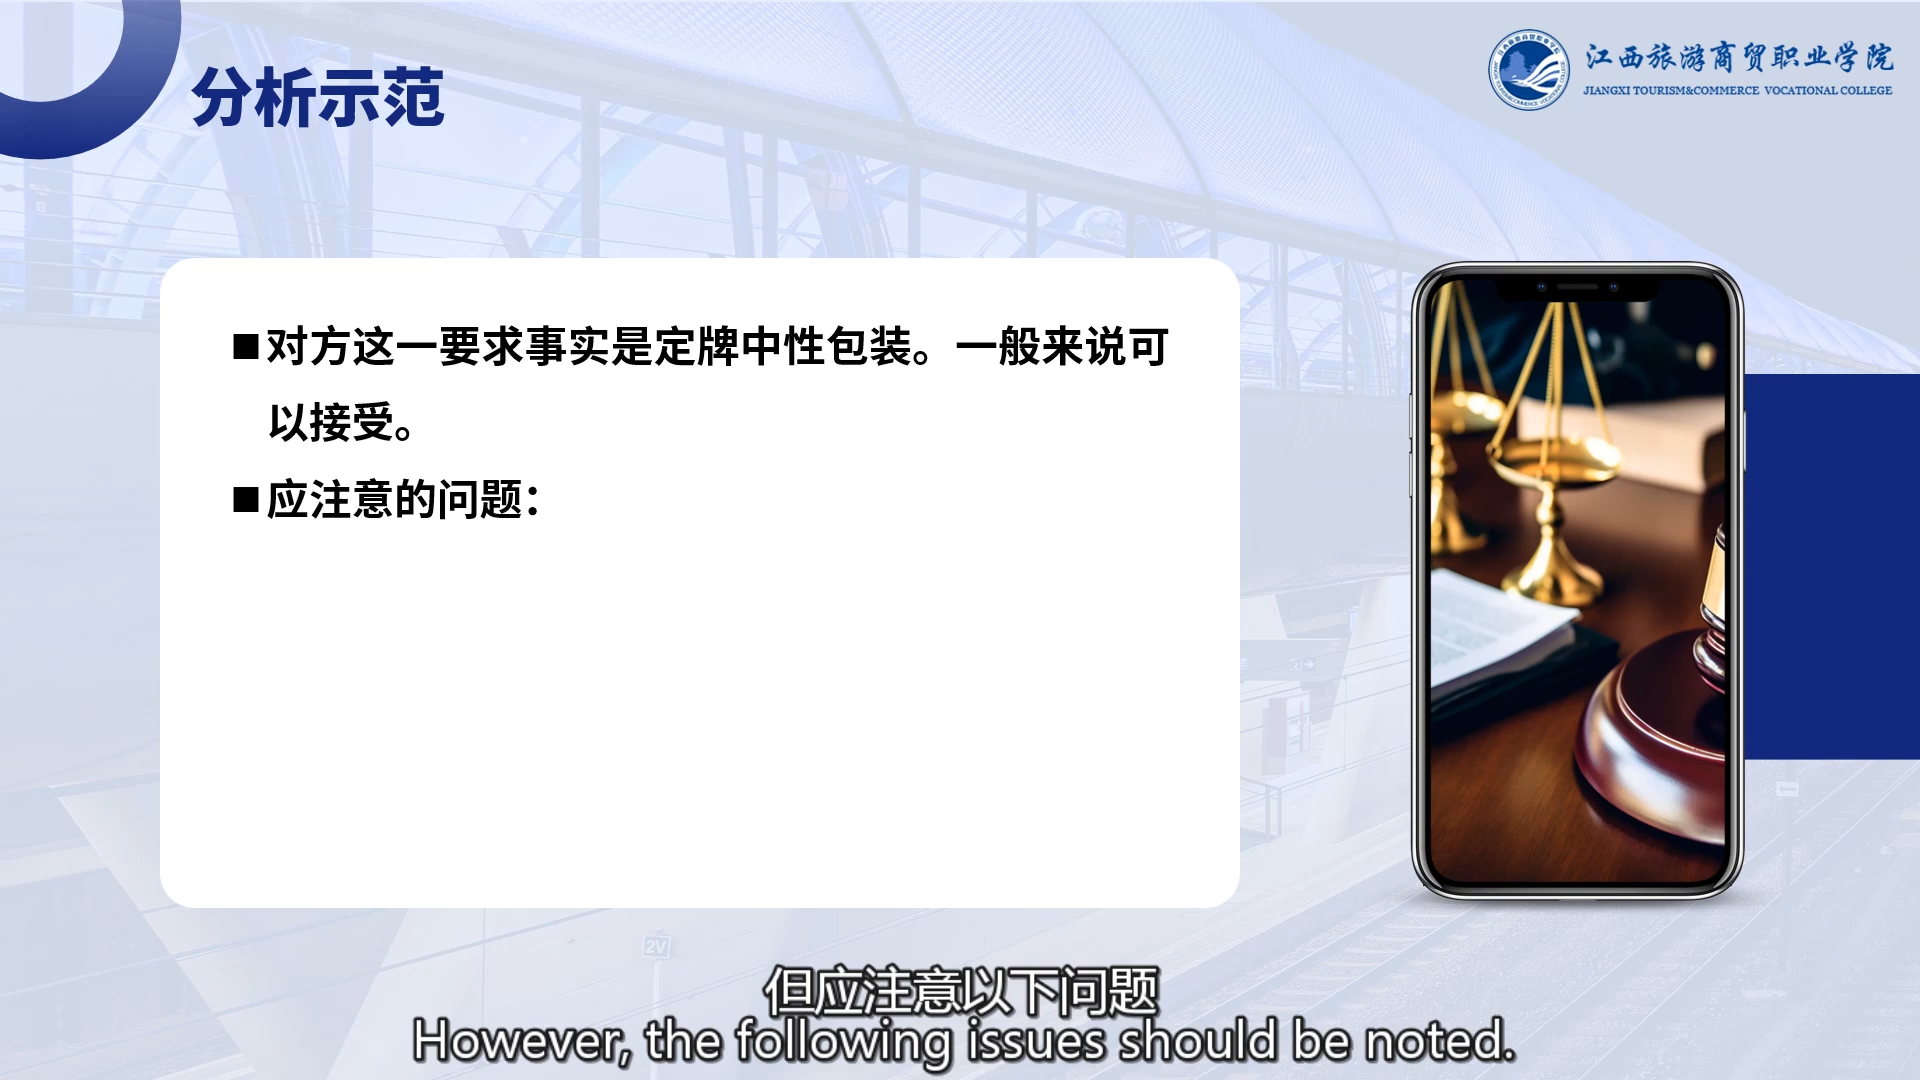 分析示范
江西旅游商贸职业学院
JIANGXI TOURISM&COMMERCE VOCATIONAL COLLEGE
■对方这一要求事实是定牌中性包装。一般来说可
以接受。
■应注意的问题：
2V
但应注意以下问题
However, the following issues should be noted.